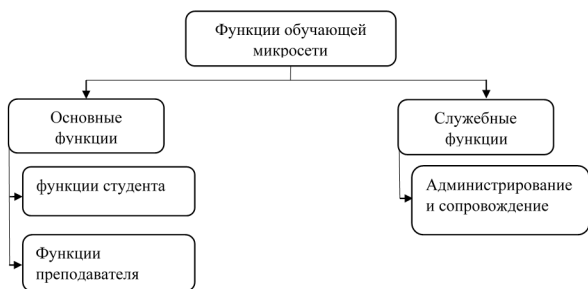 Функции обучающей
микросети
Основные
функции
Служебные
функции
функции студента
Администрирование
и сопровождение
Функции
преподавателя